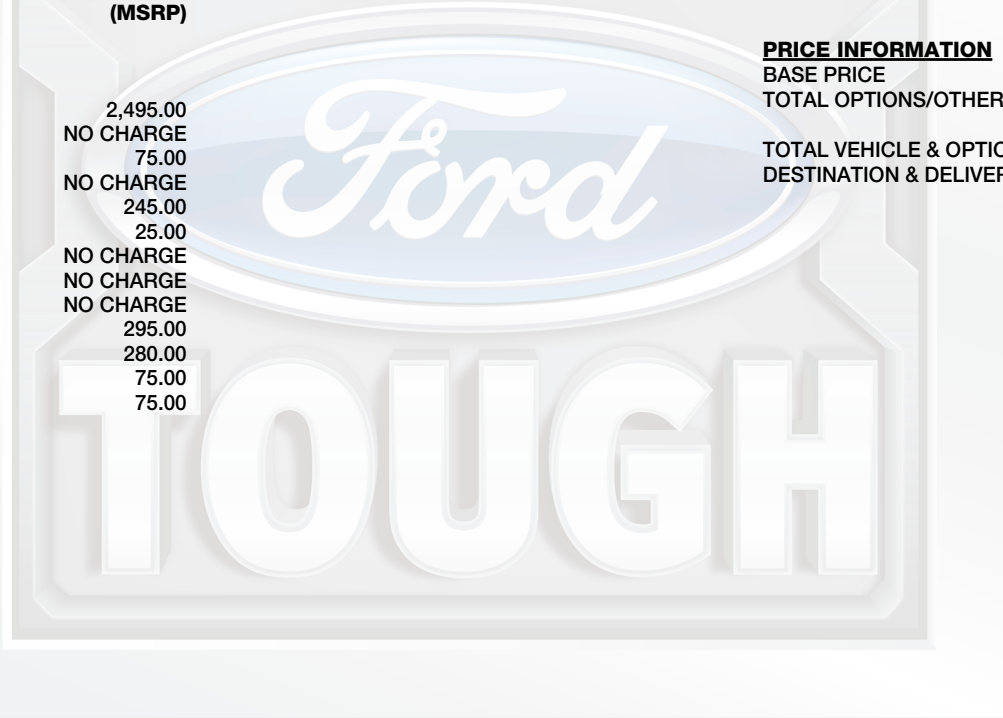 (MSRP)
2,495.00
NO CHARGE
75.00
NO CHARGE
245.00
25.00
NO CHARGE
NO CHARGE
NO CHARGE
295.00
280.00
75.00
75.00
PRICE INFORMATION
BASE PRICE
TOTAL OPTIONS/OTHER
TOTAL VEHICLE & OPTIO
DESTINATION & DELIVER
Ford
TOUGH